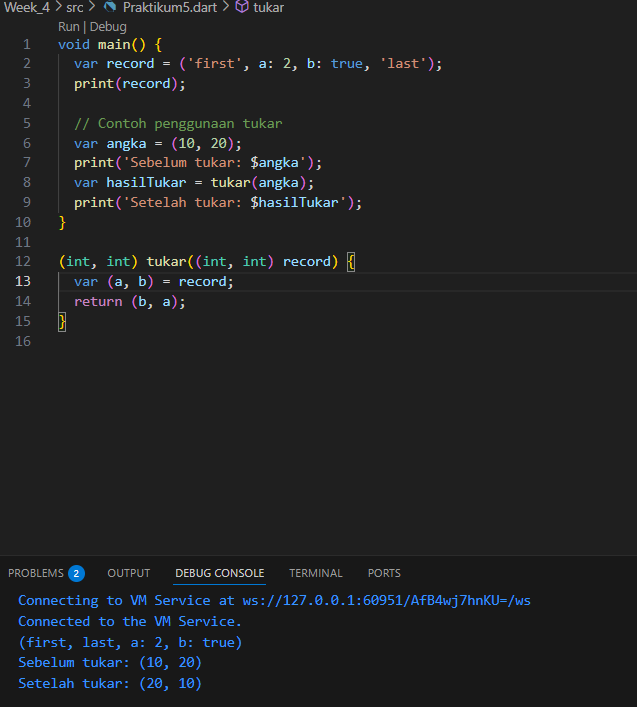 Week_4 > src > Praktikum5.dart > tukar
Run | Debug
1 void main() {
2   var record = ('first', a: 2, b: true, 'last');
3   print(record);
4
5   // Contoh penggunaan tukar
6   var angka = (10, 20);
7   print('Sebelum tukar: $angka');
8   var hasilTukar = tukar(angka);
9   print('Setelah tukar: $hasilTukar');
10 }
11
12 (int, int) tukar((int, int) record) {
13   var (a, b) = record;
14   return (b, a);
15 }
16
PROBLEMS 2 OUTPUT DEBUG CONSOLE TERMINAL PORTS
Connecting to VM Service at ws://127.0.0.1:60951/AfB4wj7hnKU=/ws
Connected to the VM Service.
(first, last, a: 2, b: true)
Sebelum tukar: (10, 20)
Setelah tukar: (20, 10)